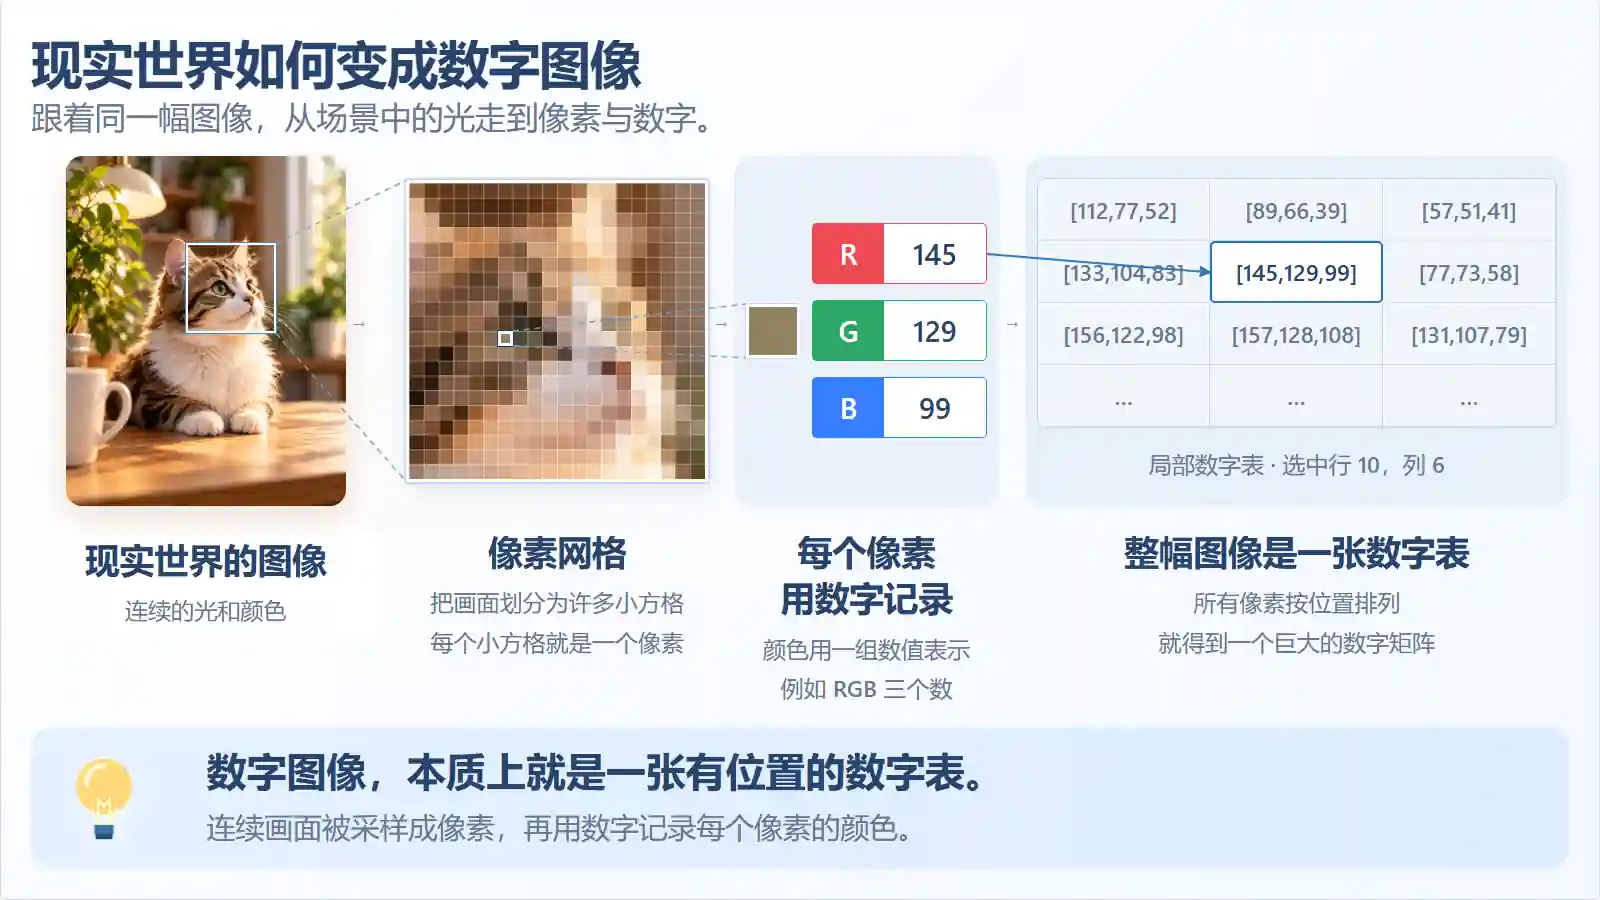 现实世界如何变成数字图像
跟着同一幅图像，从场景中的光走到像素与数字。
R 145
G 129
B 99
[112,77,52] [89,66,39] [57,51,41]
[133,104,83] [145,129,99] [77,73,58]
[156,122,98] [157,128,108] [131,107,79]
... ... ...
局部数字表 · 选中行 10，列 6
现实世界的图像
连续的光和颜色
像素网格
把画面划分为许多小方格
每个小方格就是一个像素
每个像素
用数字记录
颜色用一组数值表示
例如 RGB 三个数
整幅图像是一张数字表
所有像素按位置排列
就得到一个巨大的数字矩阵
数字图像，本质上就是一张有位置的数字表。
连续画面被采样成像素，再用数字记录每个像素的颜色。